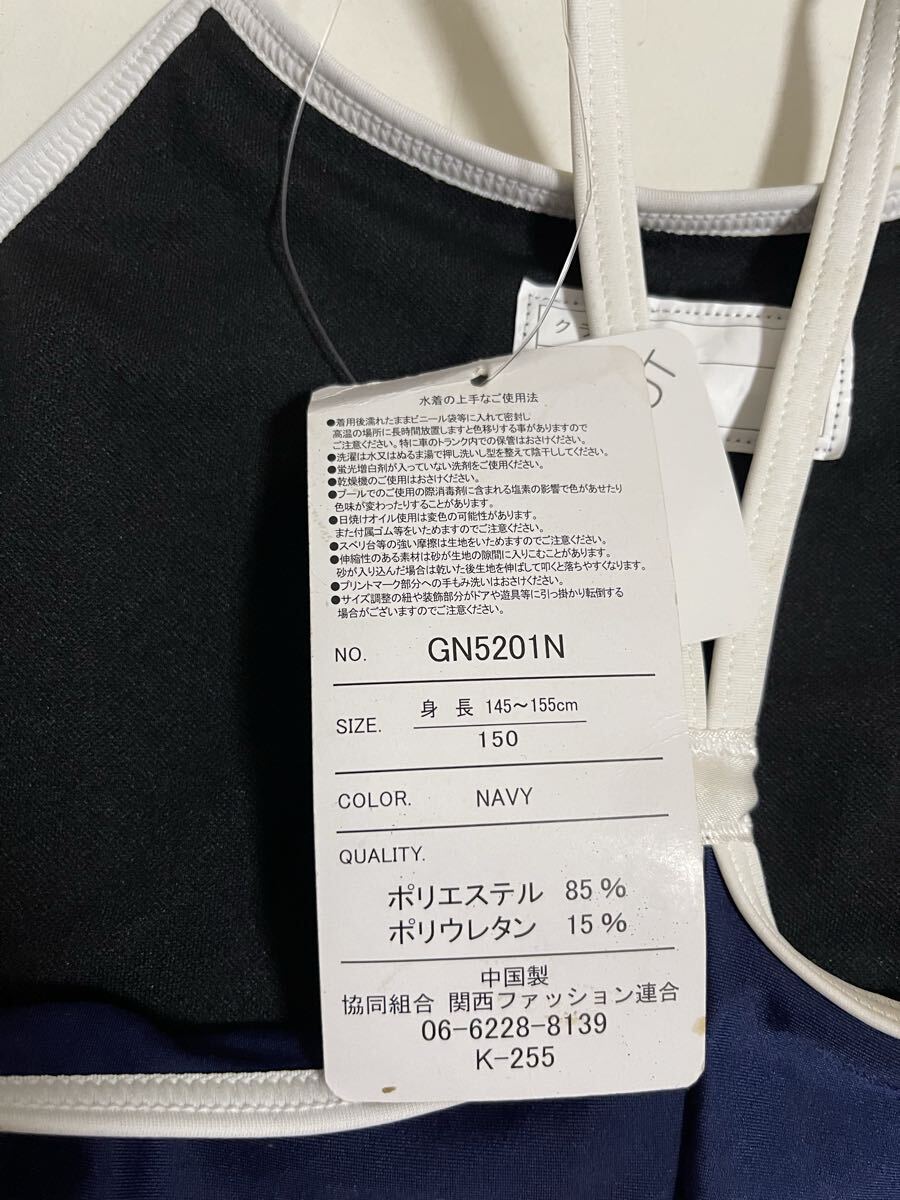 クラ
ST
水着の上手なご使用法
●着用後濡れたままビニール袋等に入れて密封し
高温の場所に長時間放置しますと色移りする事がありますので
ご注意ください。特に車のトランク内での保管はおさけください。
●洗濯は水又はぬるま湯で押し洗いし型を整えて陰干ししてください。
●蛍光増白剤が入っていない洗剤をご使用ください。
●乾燥機のご使用はおさけください。
●プールでのご使用の際消毒剤に含まれる塩素の影響で色があせたり
色味が変わったりすることがあります。
●日焼けオイル使用は変色の可能性があります。
また付属ゴム等をいためますのでご注意ください。
●スベリ台等の強い摩擦は生地をいためますのでご注意ください。
●伸縮性のある素材は砂が生地の隙間に入りこむことがあります。
砂が入り込んだ場合は乾いた後生地を伸ばして叩くと落ちやすくなります。
●プリントマーク部分への手もみ洗いはおさけください。
●サイズ調整の紐や装飾部分がドアや遊具等に引っ掛かり転倒する
場合がございますのでご注意ください。
NO. GN5201N
SIZE. 身 長 145〜155cm
150
COLOR. NAVY
QUALITY.
ポリエステル 85%
ポリウレタン 15%
中国製
協同組合 関西ファッション連合
06-6228-8139
K-255